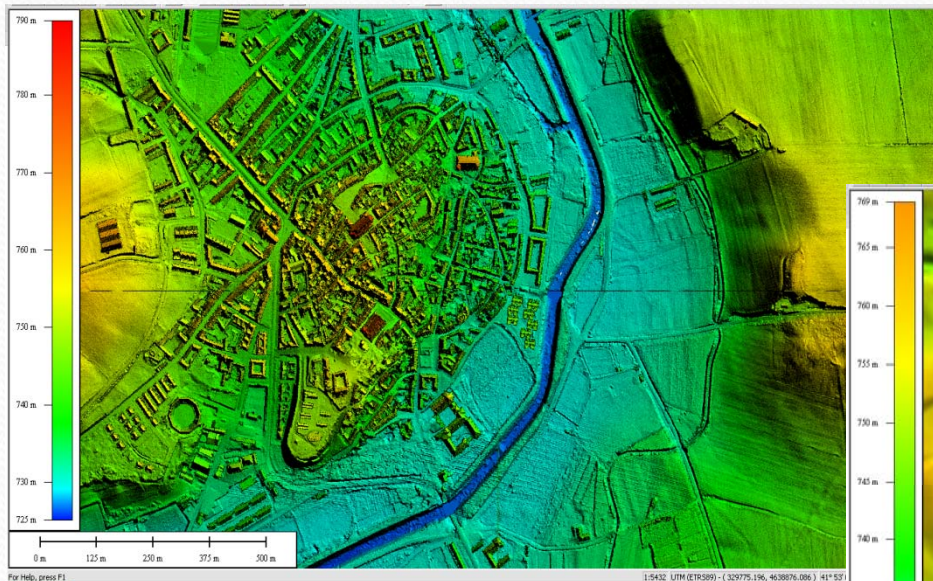 790 m
780 m
770 m
760 m
750 m
740 m
730 m
725 m
0 m 125 m 250 m 375 m 500 m
769 m
765 m
760 m
755 m
750 m
745 m
740 m
For Help, press F1
1:5432 UTM (ETRS89) - ( 329775.196, 4638876.086 ) 41° 53'